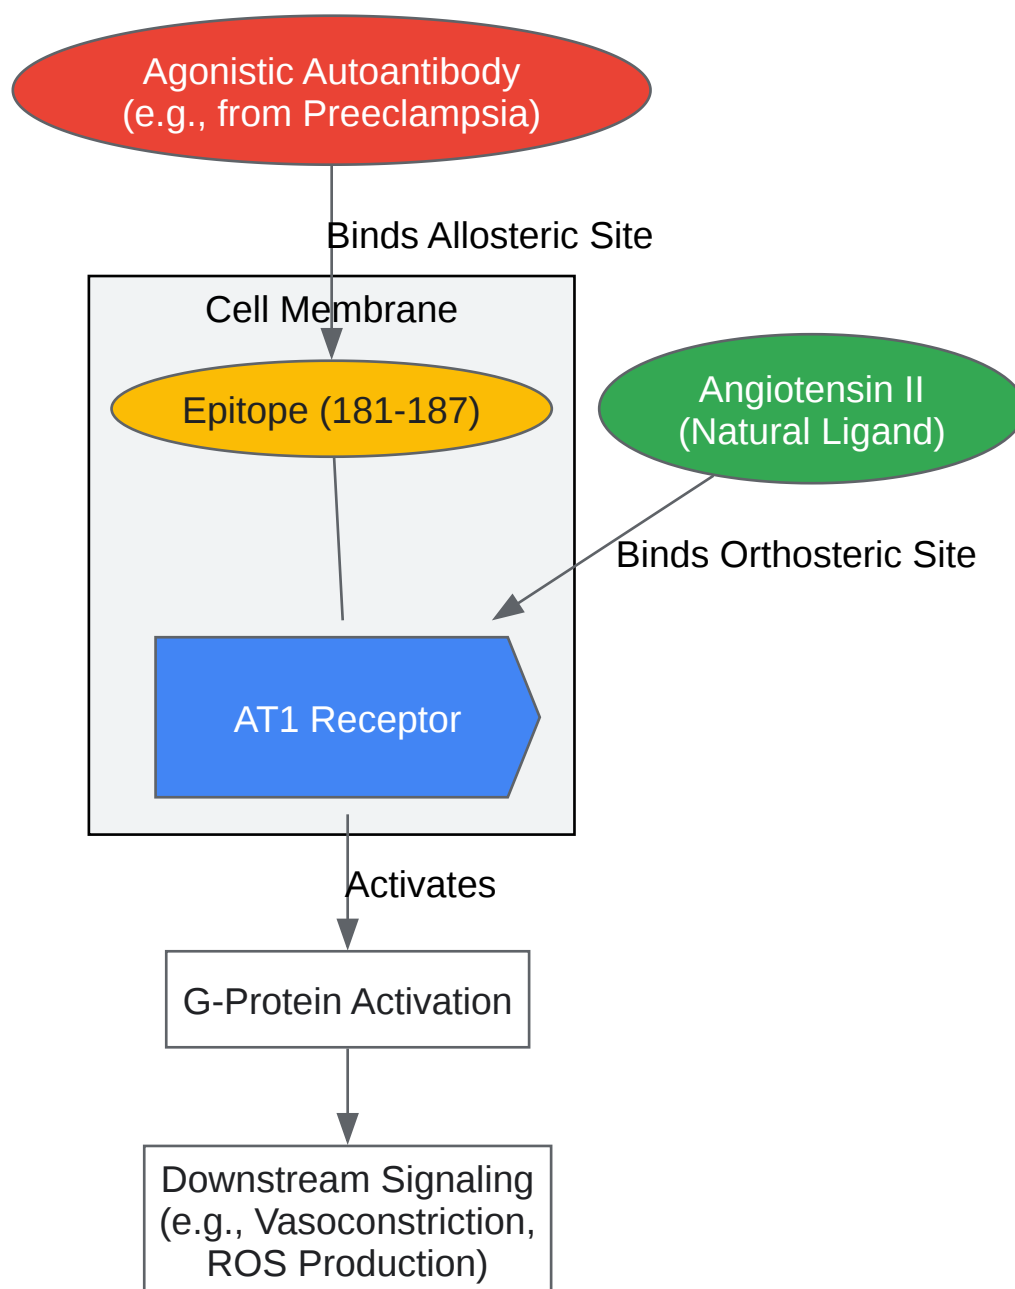 Agonistic Autoantibody
(e.g., from Preeclampsia)
Binds Allosteric Site
Cell Membrane
Epitope (181-187)
Angiotensin II
(Natural Ligand)
Binds Orthosteric Site
AT1 Receptor
Activates
G-Protein Activation
Downstream Signaling
(e.g., Vasoconstriction,
ROS Production)